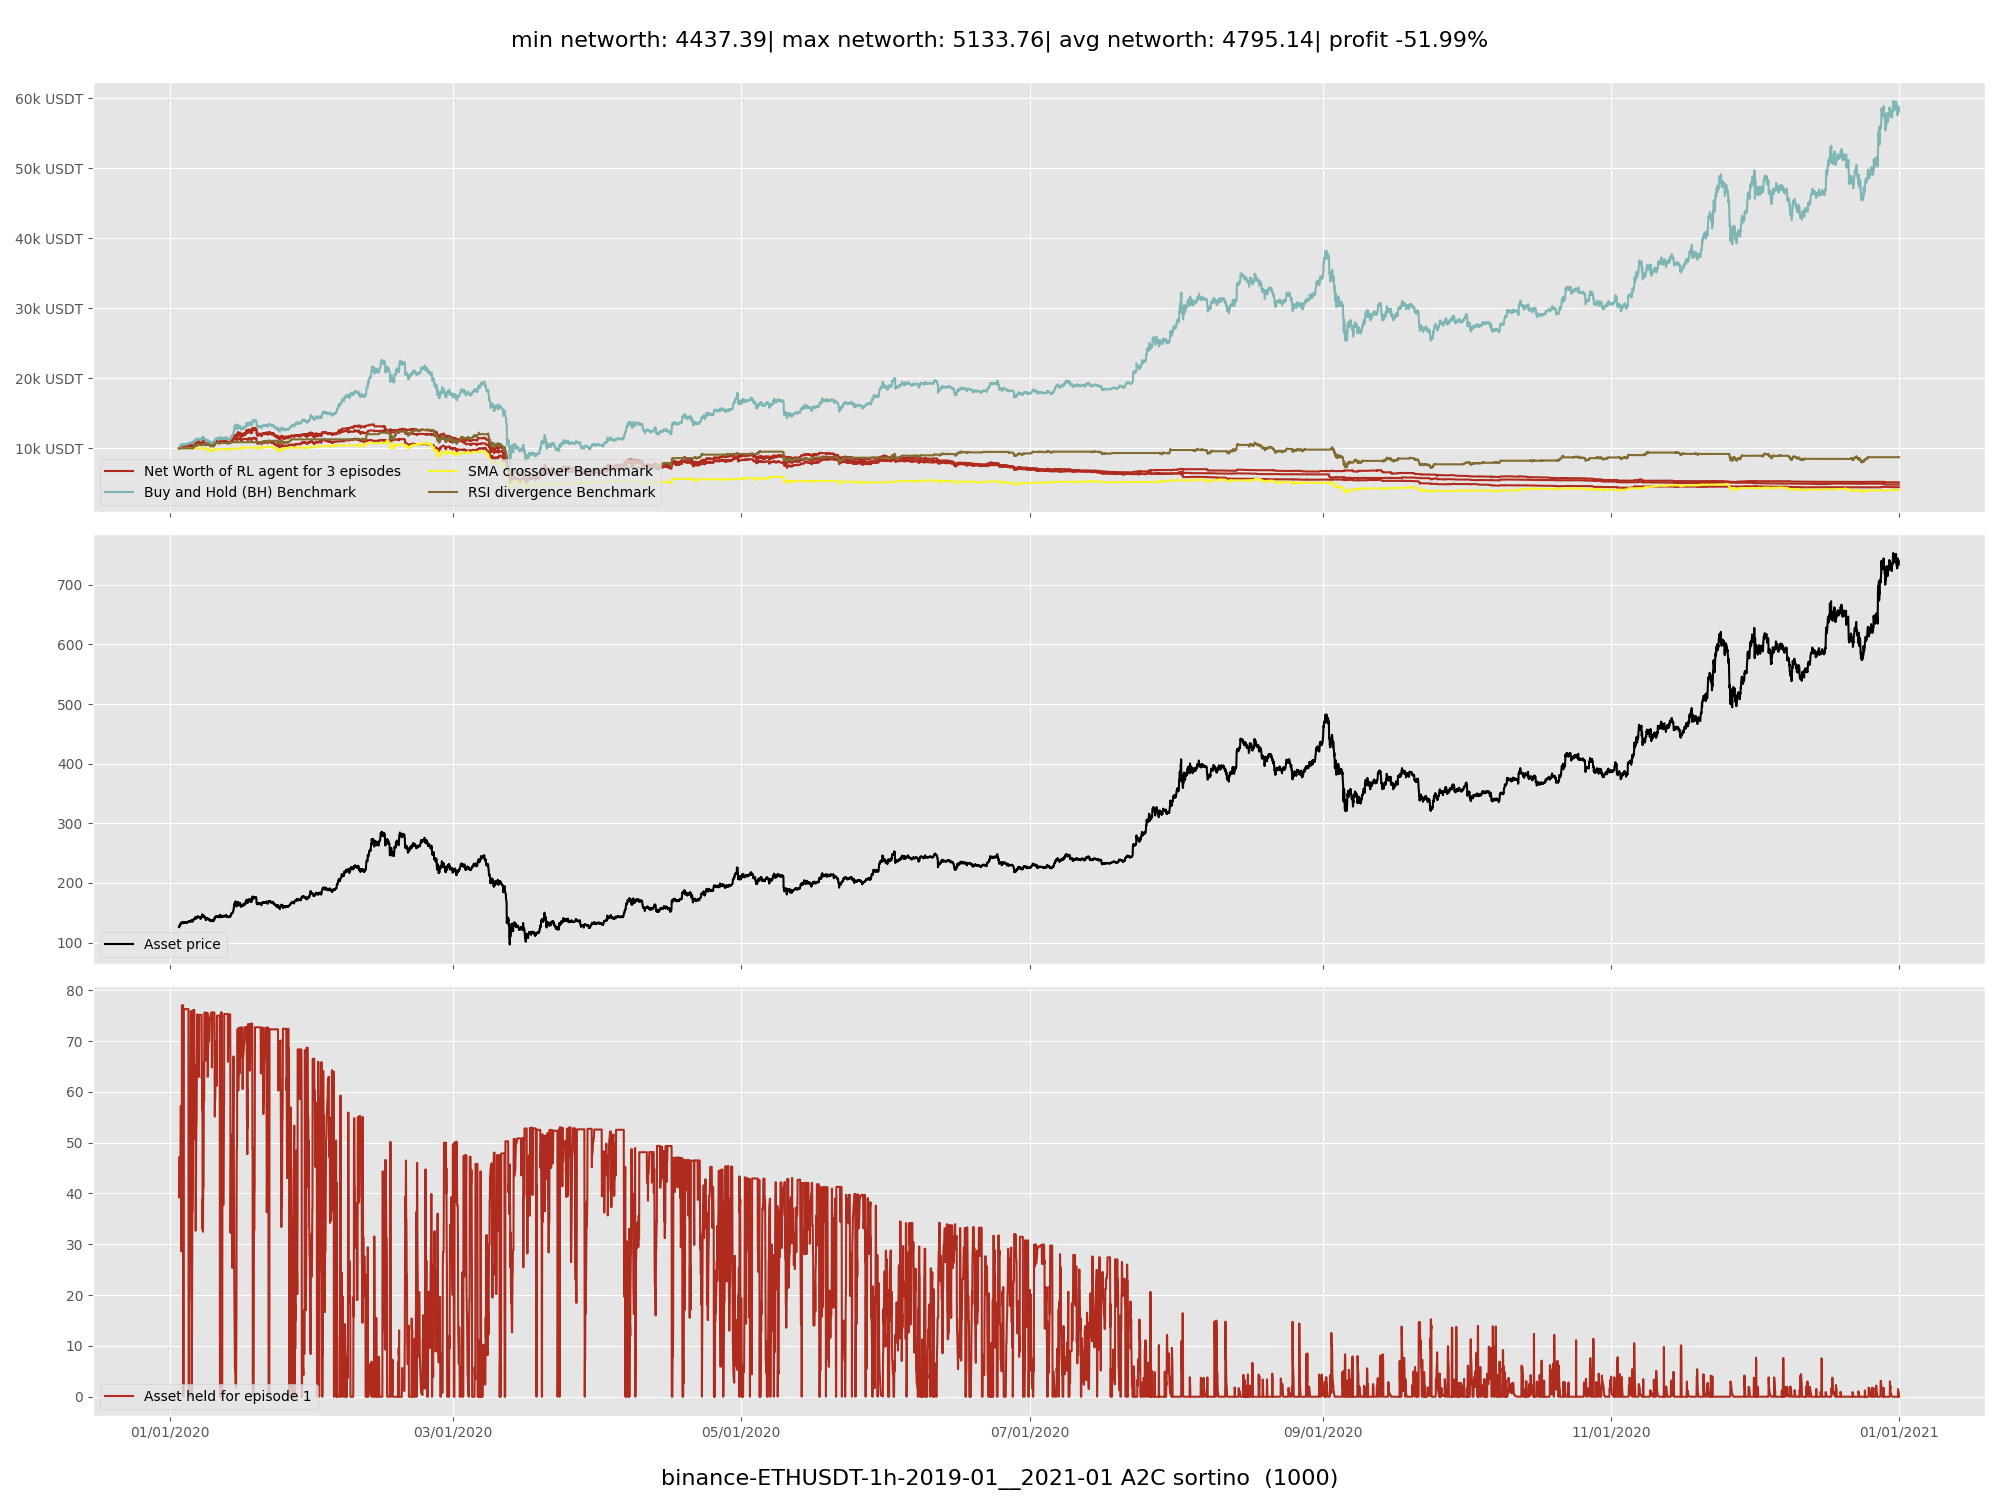 min networth: 4437.39| max networth: 5133.76| avg networth: 4795.14| profit -51.99%
60k USDT
50k USDT
40k USDT
30k USDT
20k USDT
10k USDT
Net Worth of RL agent for 3 episodes
Buy and Hold (BH) Benchmark
SMA crossover Benchmark
RSI divergence Benchmark
700
600
500
400
300
200
100
Asset price
80
70
60
50
40
30
20
10
0
Asset held for episode 1
01/01/2020
03/01/2020
05/01/2020
07/01/2020
09/01/2020
11/01/2020
01/01/2021
binance-ETHUSDT-1h-2019-01__2021-01 A2C sortino  (1000)